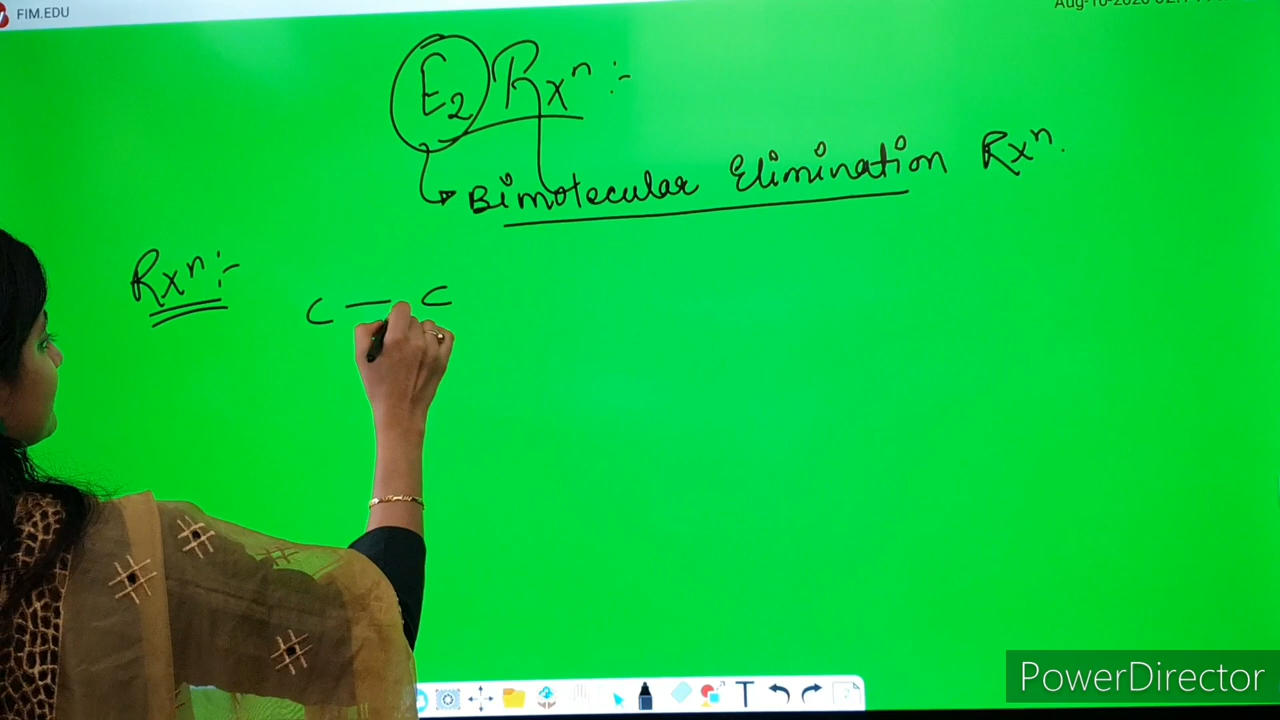 FIM.EDU
E2 Rxn :-
Bimolecular Elimination Rxn.
Rxn :-
C — C
T
PowerDirector